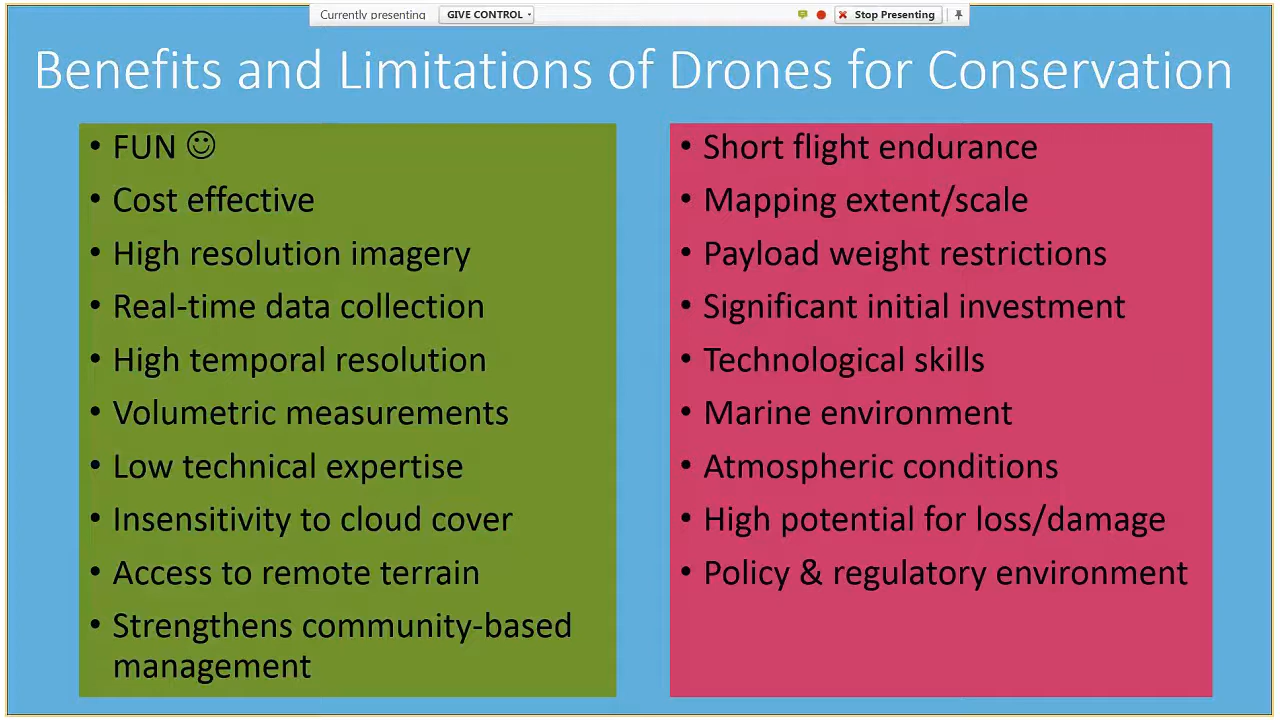 Currently presenting GIVE CONTROL Stop Presenting
Benefits and Limitations of Drones for Conservation
• FUN ☺
• Cost effective
• High resolution imagery
• Real-time data collection
• High temporal resolution
• Volumetric measurements
• Low technical expertise
• Insensitivity to cloud cover
• Access to remote terrain
• Strengthens community-based
management
• Short flight endurance
• Mapping extent/scale
• Payload weight restrictions
• Significant initial investment
• Technological skills
• Marine environment
• Atmospheric conditions
• High potential for loss/damage
• Policy & regulatory environment